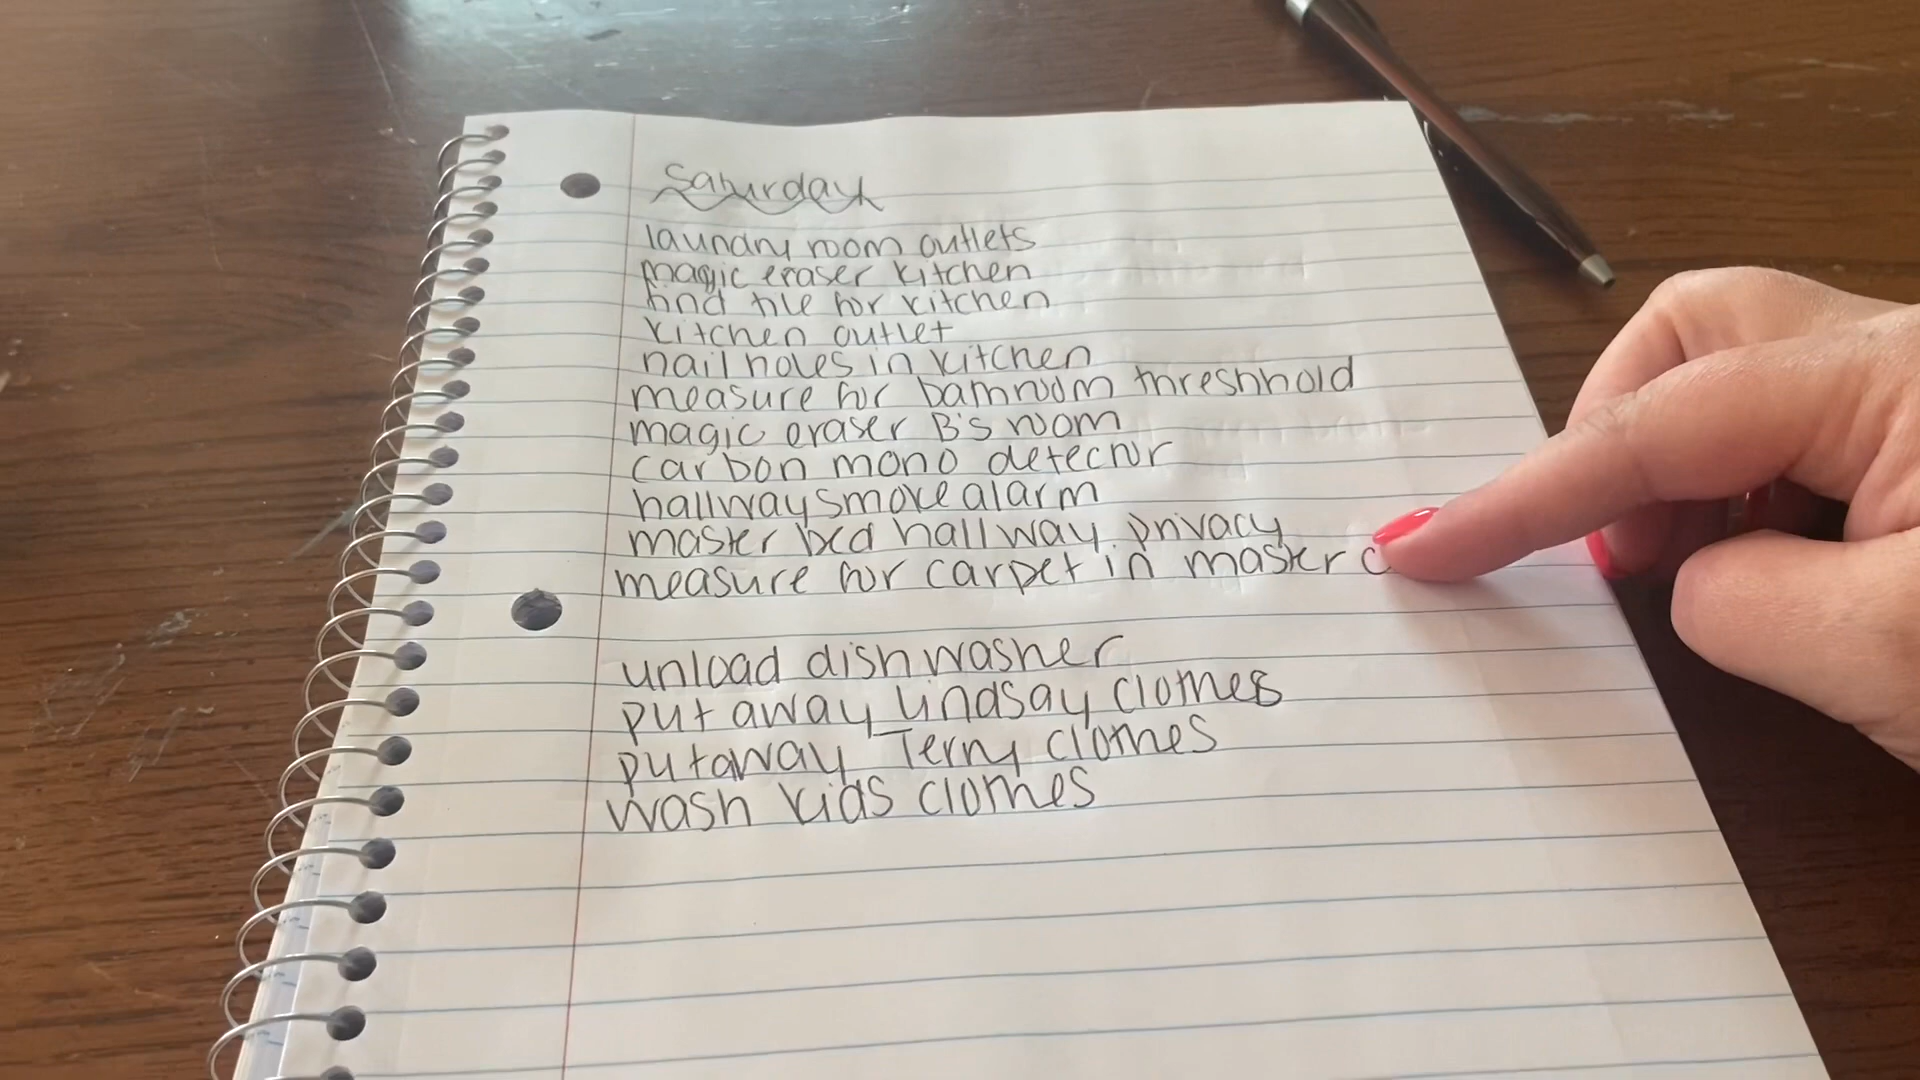 Saturday
laundry room outlets
magic eraser kitchen
find tile for kitchen
kitchen outlet
nail holes in kitchen
measure for bathroom threshhold
magic eraser B's room
carbon mono detector
hallway smoke alarm
master bed hallway privacy
measure for carpet in master c
unload dishwasher
put away Lindsay clothes
put away Terry clothes
wash kids clothes